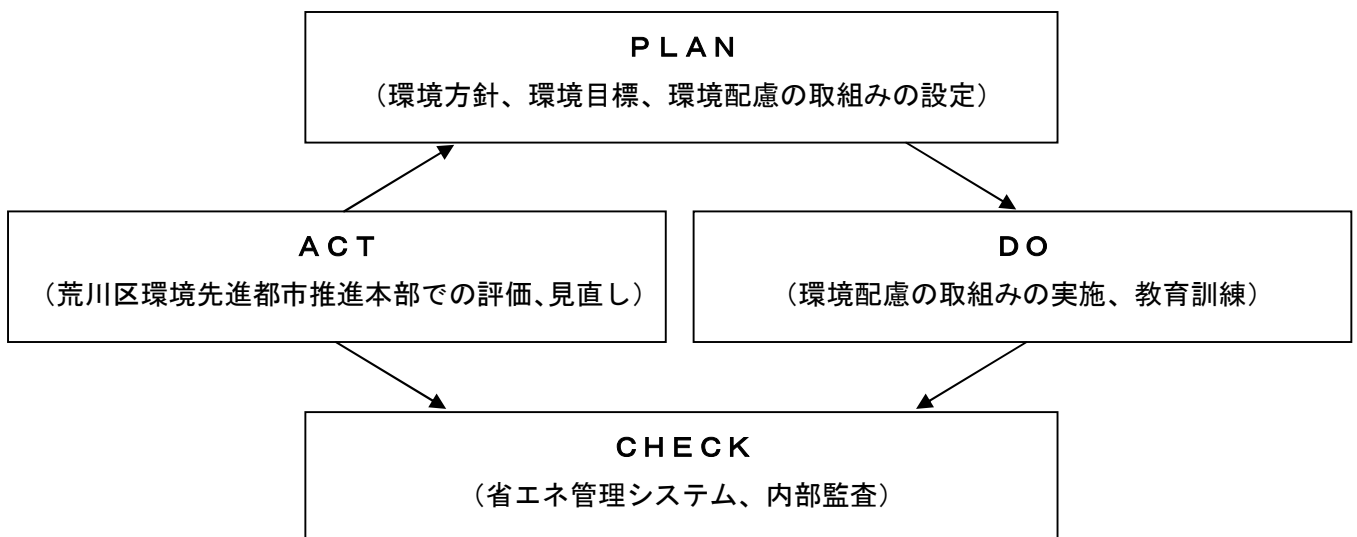 ＰＬＡＮ
（環境方針、環境目標、環境配慮の取組みの設定）
ＡＣＴ
（荒川区環境先進都市推進本部での評価、見直し）
ＤＯ
（環境配慮の取組みの実施、教育訓練）
ＣＨＥＣＫ
（省エネ管理システム、内部監査）